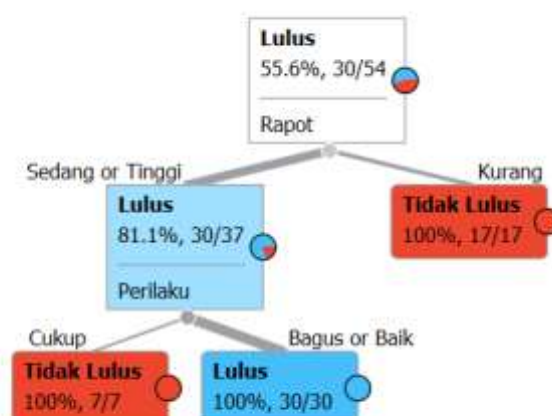 Lulus
55.6%, 30/54
Rapot
Sedang or Tinggi
Kurang
Lulus
81.1%, 30/37
Perilaku
Tidak Lulus
100%, 17/17
Cukup
Bagus or Baik
Tidak Lulus
100%, 7/7
Lulus
100%, 30/30